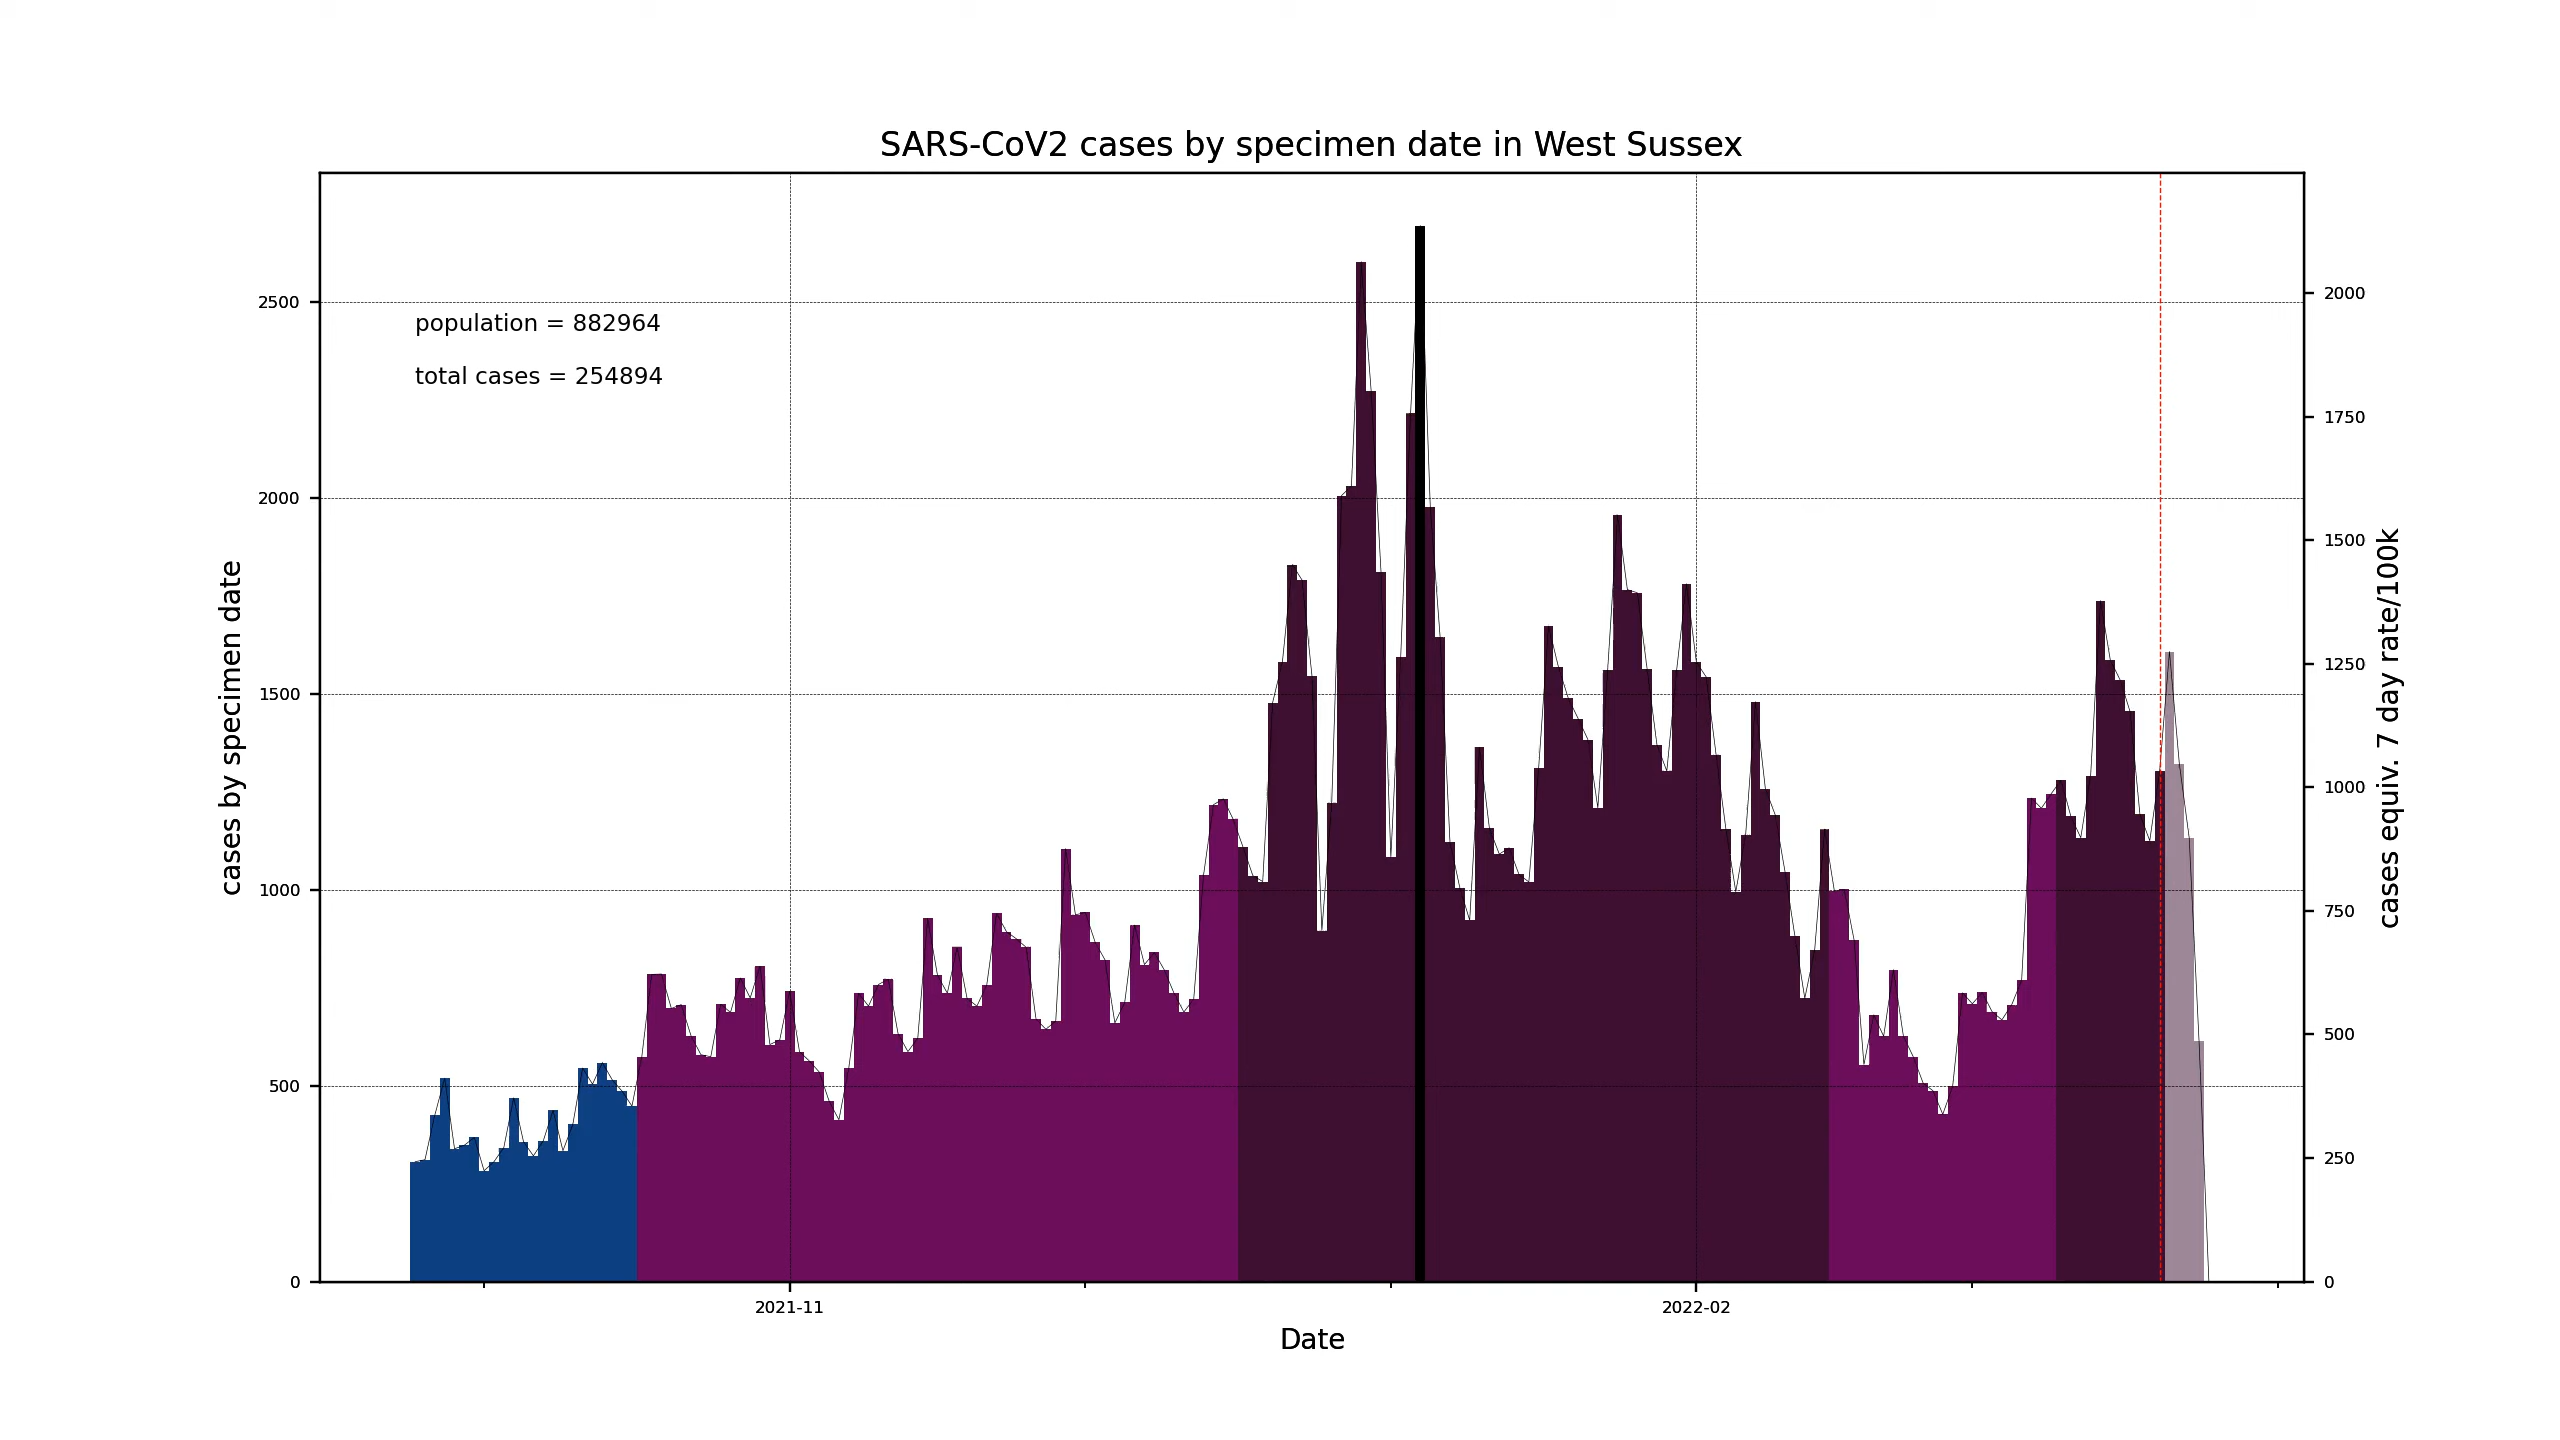 SARS-CoV2 cases by specimen date in West Sussex
population = 882964
total cases = 254894
cases by specimen date
2500
2000
1500
1000
500
0
2000
1750
1500
1250
1000
750
500
250
0
cases equiv. 7 day rate/100k
2021-11
2022-02
Date